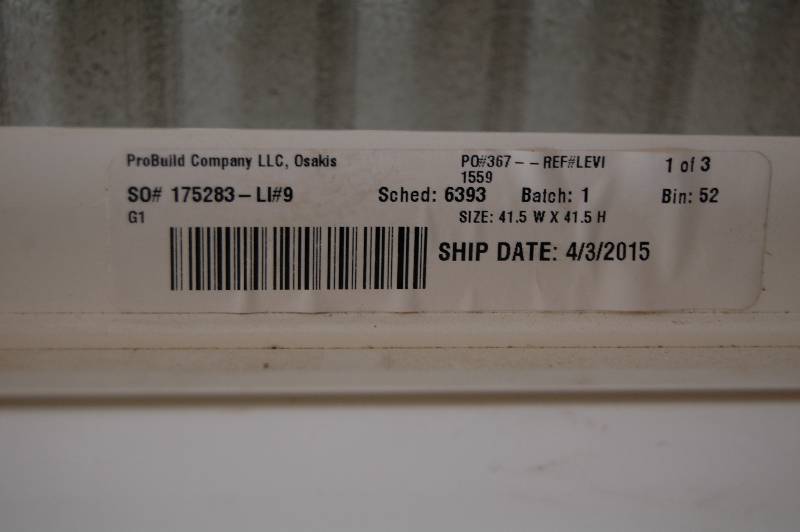 ProBuild Company LLC, Osakis PO#367-- REF#LEVI 1 of 3
1559
SO# 175283-LI#9 Sched: 6393 Batch: 1 Bin: 52
G1 SIZE: 41.5 W X 41.5 H
SHIP DATE: 4/3/2015